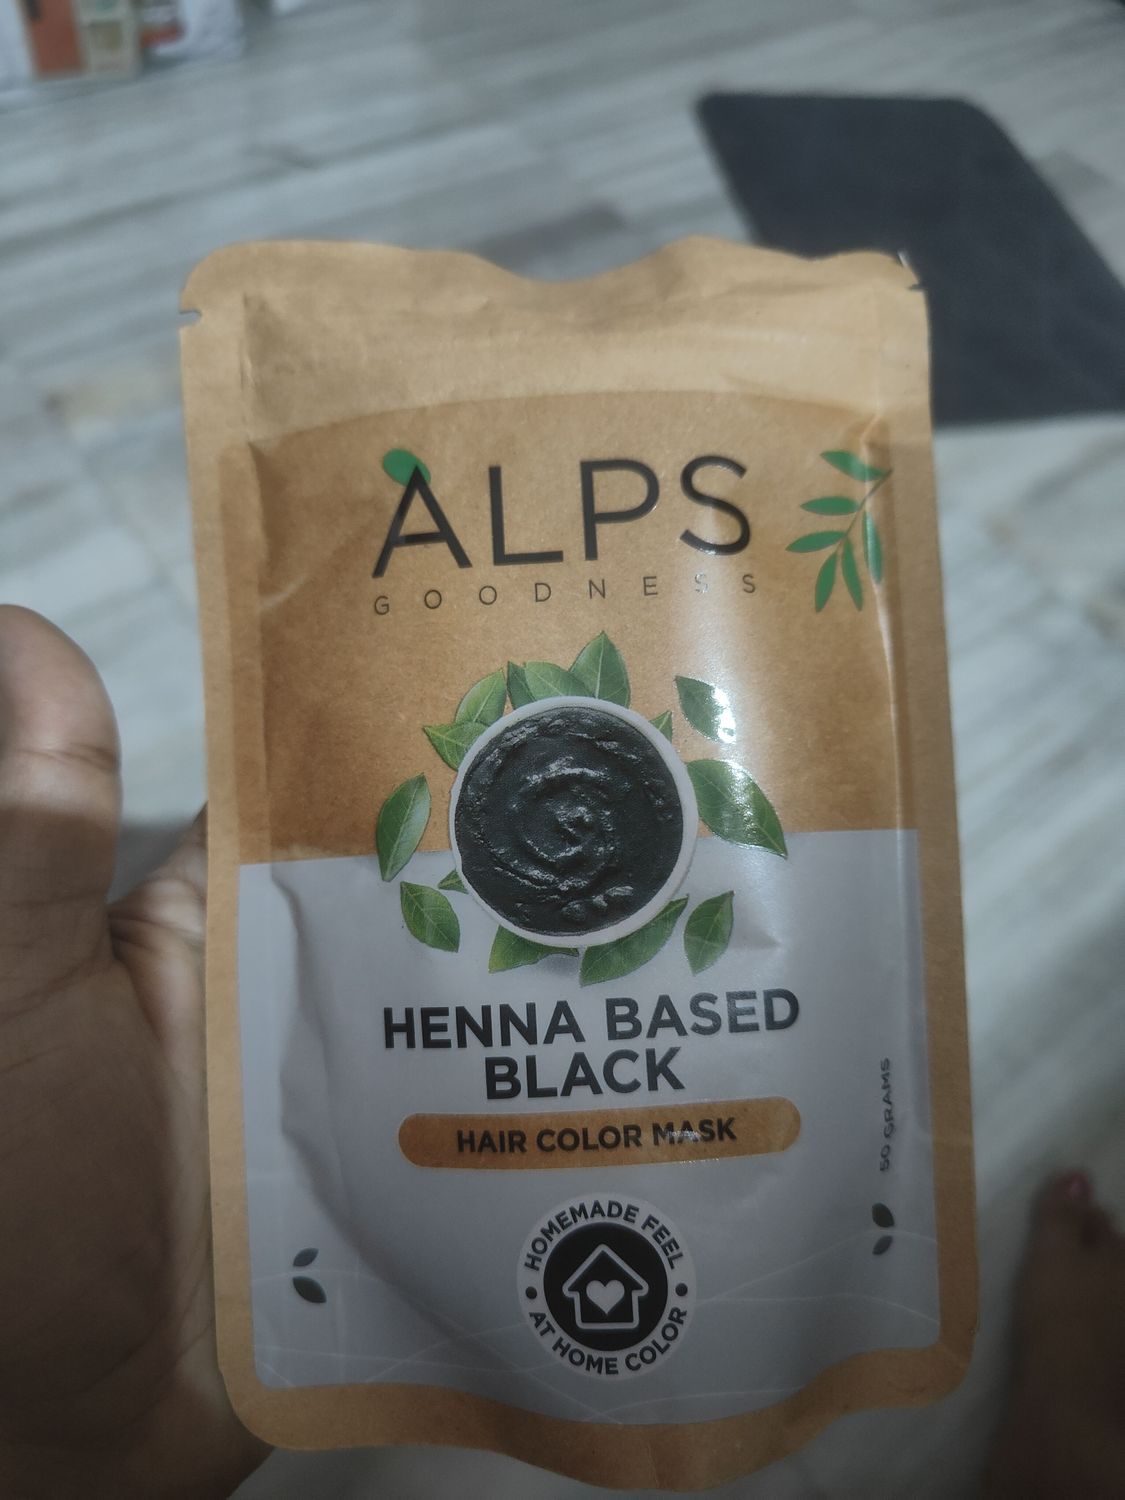 ALPS
GOODNESS
HENNA BASED
BLACK
HAIR COLOR MASK
50 GRAMS
HOMEMADE FEEL
AT HOME COLOR